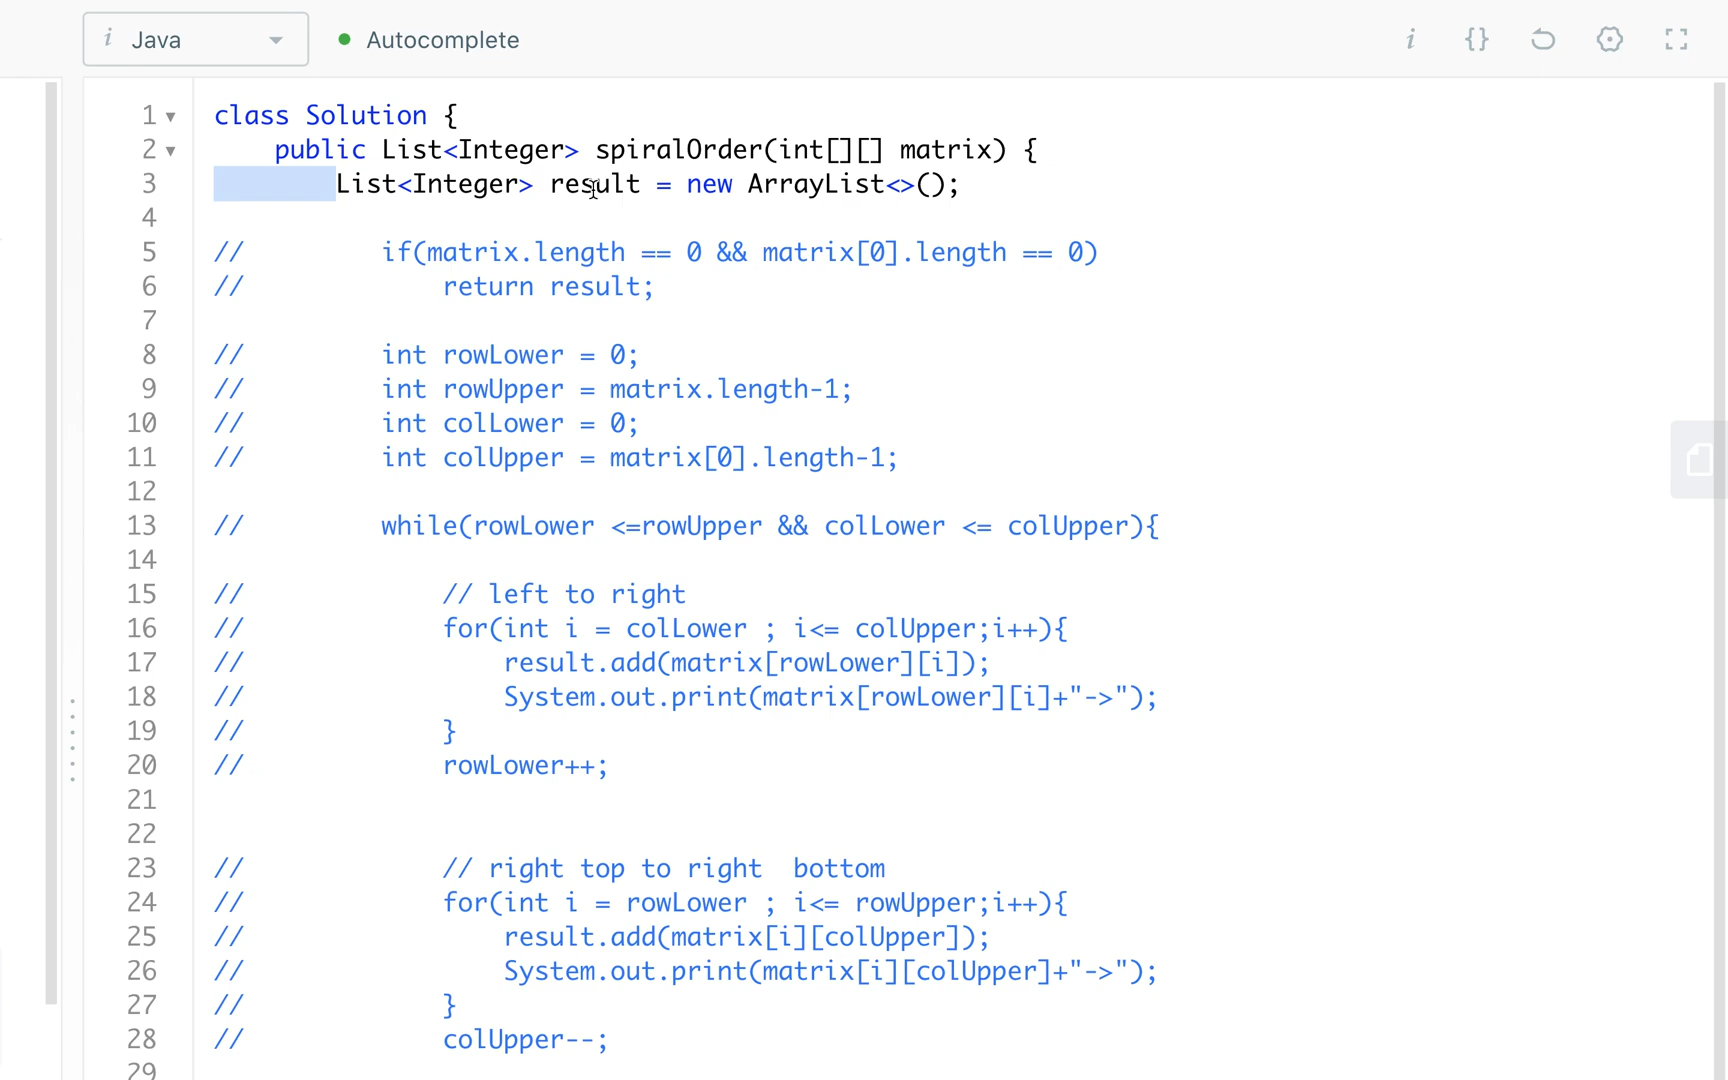 i Java
Autocomplete
i {}
1 class Solution {
2 public List<Integer> spiralOrder(int[][] matrix) {
3 List<Integer> result = new ArrayList<>();
4
5 // if(matrix.length == 0 && matrix[0].length == 0)
6 // return result;
7
8 // int rowLower = 0;
9 // int rowUpper = matrix.length-1;
10 // int colLower = 0;
11 // int colUpper = matrix[0].length-1;
12
13 // while(rowLower <=rowUpper && colLower <= colUpper){
14
15 // // left to right
16 // for(int i = colLower ; i<= colUpper;i++){
17 // result.add(matrix[rowLower][i]);
18 // System.out.print(matrix[rowLower][i]+"->");
19 // }
20 // rowLower++;
21
22
23 // // right top to right  bottom
24 // for(int i = rowLower ; i<= rowUpper;i++){
25 // result.add(matrix[i][colUpper]);
26 // System.out.print(matrix[i][colUpper]+"->");
27 // }
28 // colUpper--;
29